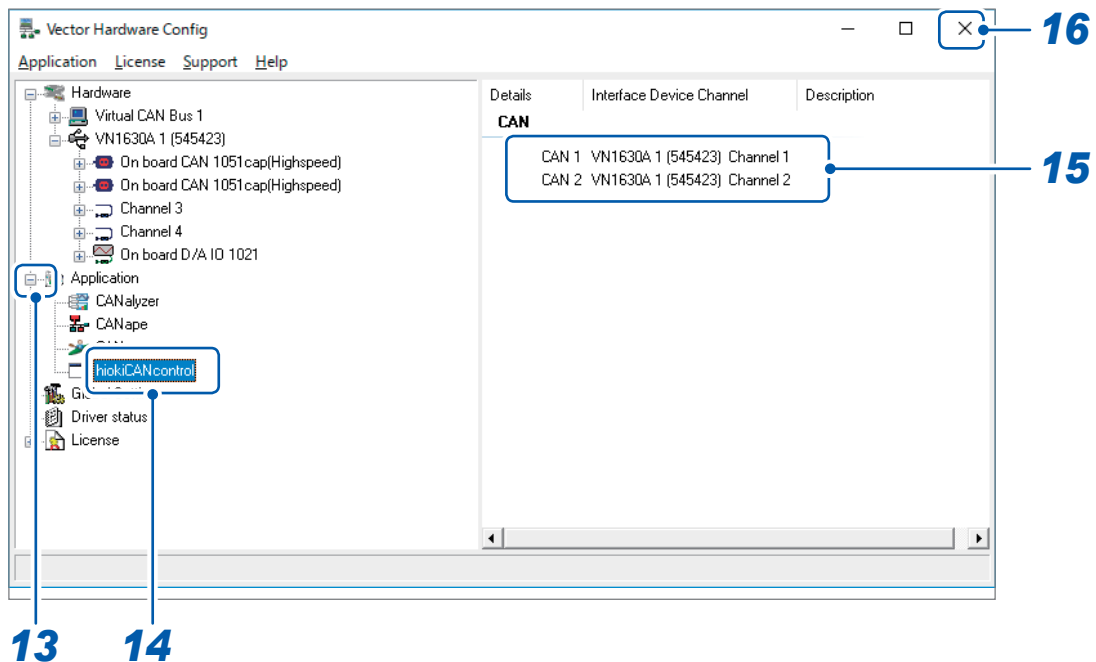 Vector Hardware Config
16
Application License Support Help
Hardware
Virtual CAN Bus 1
VN1630A 1 (545423)
On board CAN 1051cap(Highspeed)
On board CAN 1051cap(Highspeed)
Channel 3
Channel 4
On board D/A IO 1021
Application
CANalyzer
CANape
hiokiCANcontrol
Driver status
License
Details Interface Device Channel Description
CAN
CAN 1 VN1630A 1 (545423) Channel 1
CAN 2 VN1630A 1 (545423) Channel 2
15
13 14